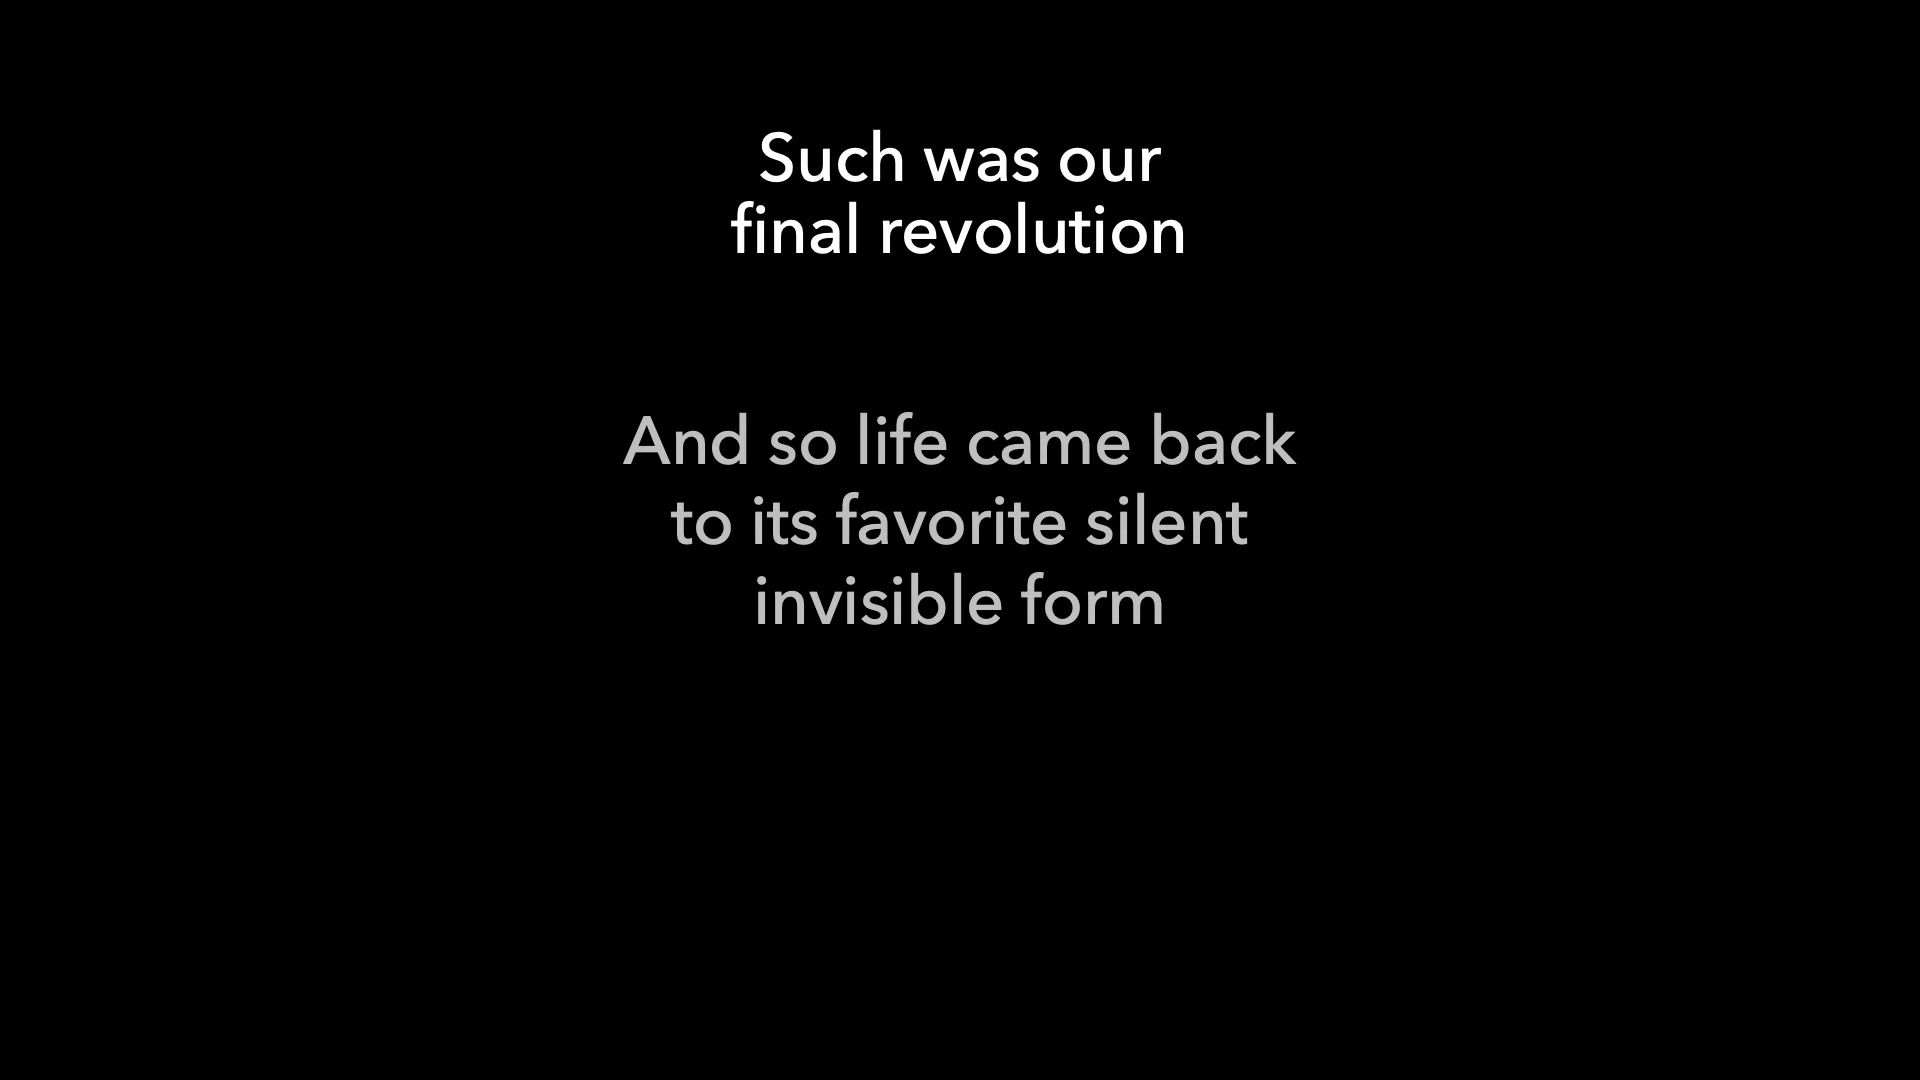 Such was our
final revolution
And so life came back
to its favorite silent
invisible form